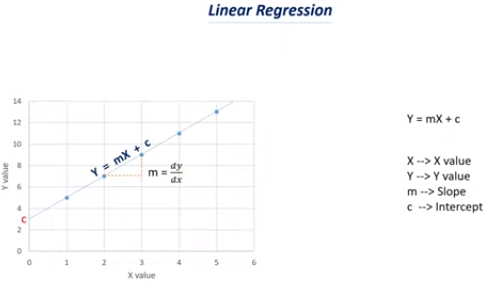 Linear Regression
14
12
10
8
6
4
2
0
Y value
C
Y = mX + c
m = dy/dx
0 1 2 3 4 5 6
X value
Y = mX + c
X --> X value
Y --> Y value
m --> Slope
c --> Intercept